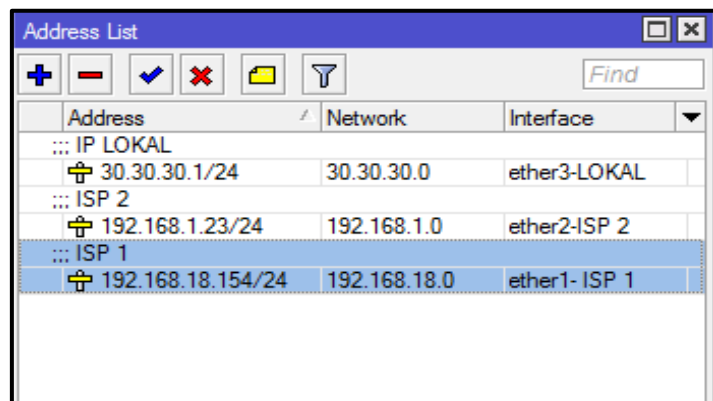 Address List
Find
Address Network Interface
;;; IP LOKAL
30.30.30.1/24 30.30.30.0 ether3-LOKAL
;;; ISP 2
192.168.1.23/24 192.168.1.0 ether2-ISP 2
;;; ISP 1
192.168.18.154/24 192.168.18.0 ether1- ISP 1